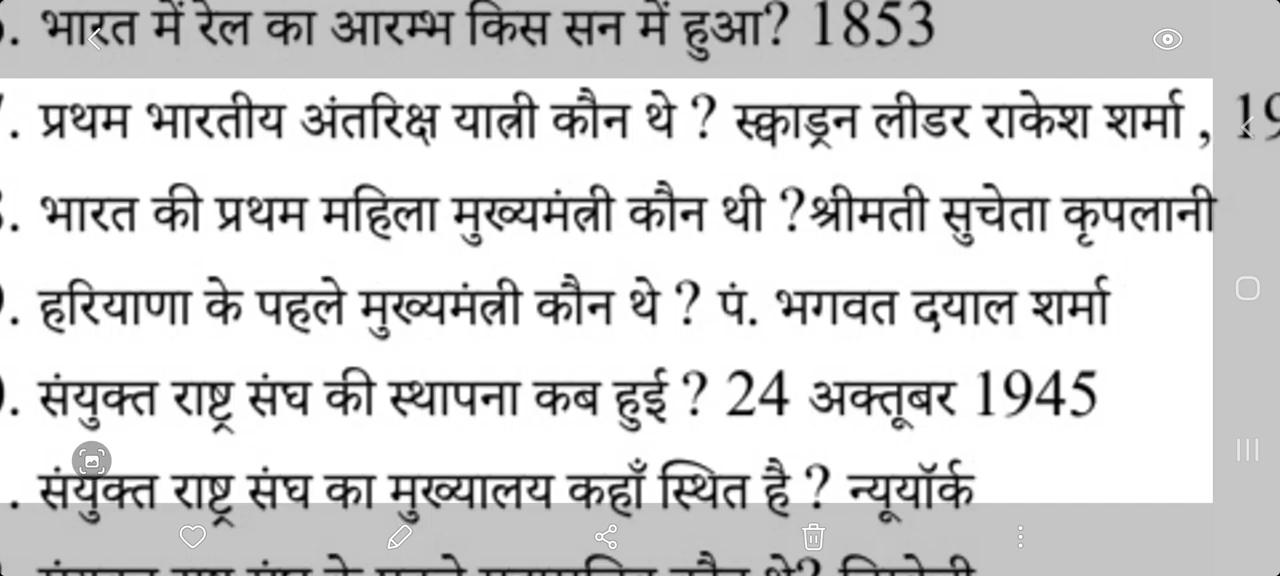 . भारत में रेल का आरम्भ किस सन में हुआ? 1853
. प्रथम भारतीय अंतरिक्ष यात्री कौन थे ? स्क्वाड्रन लीडर राकेश शर्मा ,
. भारत की प्रथम महिला मुख्यमंत्री कौन थी ?श्रीमती सुचेता कृपलानी
. हरियाणा के पहले मुख्यमंत्री कौन थे ? पं. भगवत दयाल शर्मा
. संयुक्त राष्ट्र संघ की स्थापना कब हुई ? 24 अक्तूबर 1945
. संयुक्त राष्ट्र संघ का मुख्यालय कहाँ स्थित है ? न्यूयॉर्क